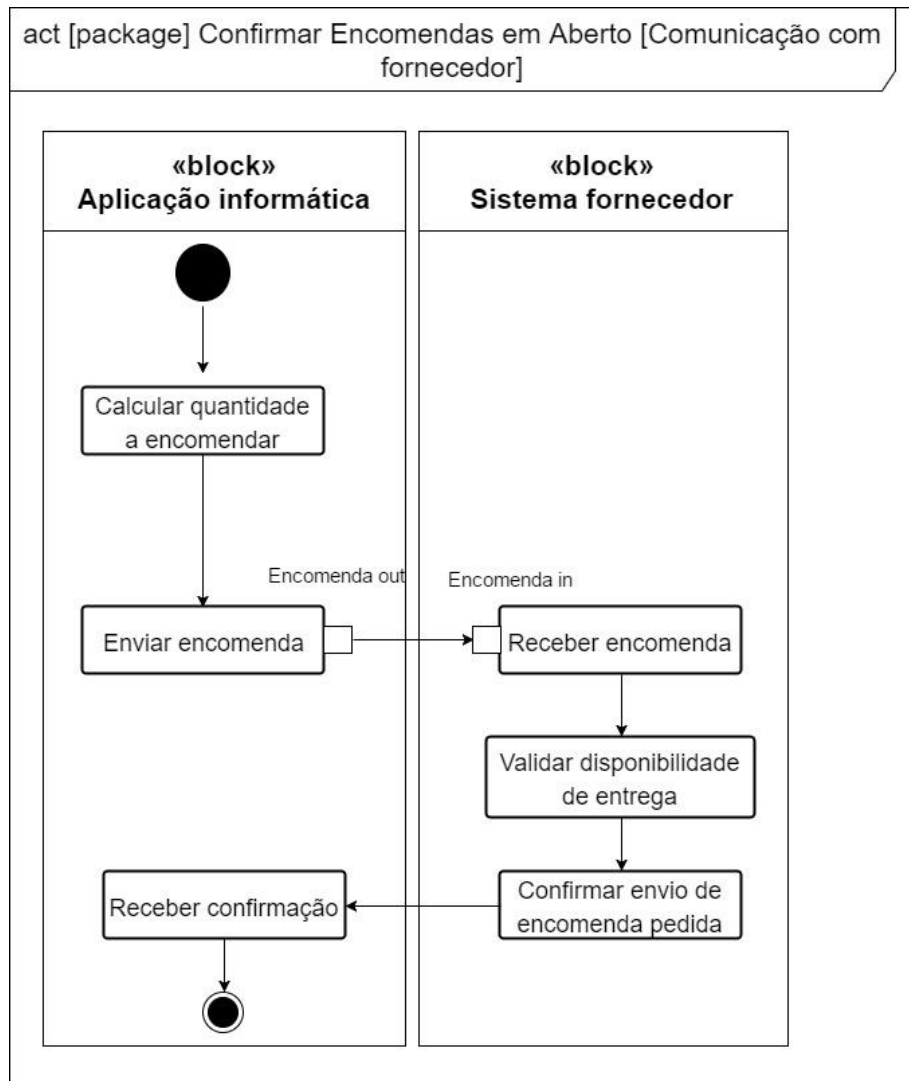 act [package] Confirmar Encomendas em Aberto [Comunicação com
fornecedor]
«block»
Aplicação informática
«block»
Sistema fornecedor
Calcular quantidade
a encomendar
Encomenda out
Encomenda in
Enviar encomenda
Receber encomenda
Validar disponibilidade
de entrega
Receber confirmação
Confirmar envio de
encomenda pedida